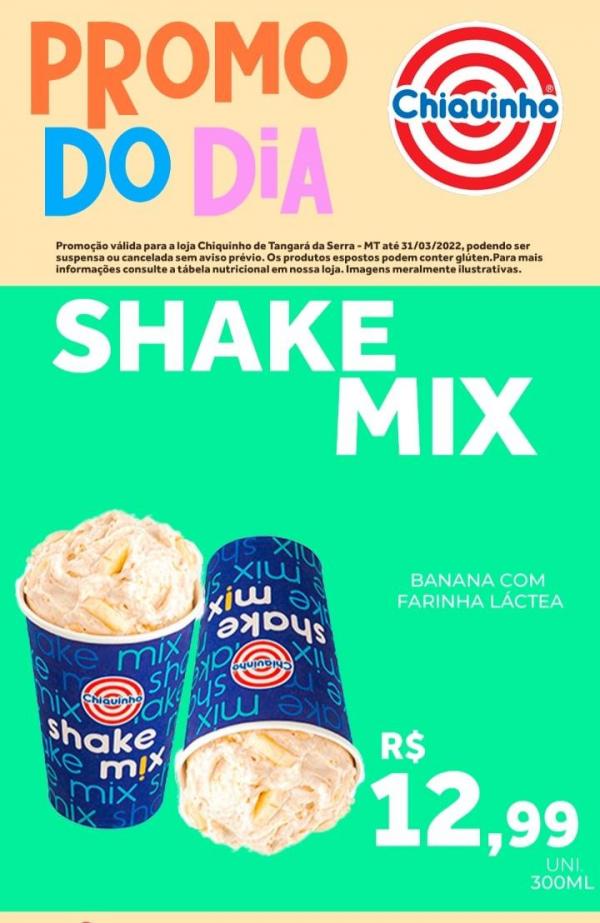 PROMO
DO DIA
Chiquinho
Promoção válida para a loja Chiquinho de Tangará da Serra - MT até 31/03/2022, podendo ser
suspensa ou cancelada sem aviso prévio. Os produtos espostos podem conter glúten.Para mais
informações consulte a tábela nutricional em nossa loja. Imagens meralmente ilustrativas.
SHAKE
MIX
BANANA COM
FARINHA LÁCTEA
Chiquinho
shake
mix
Chiquinho
shake
mix
R$
12,99
UNI.
300ML